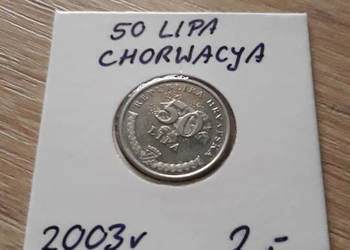 50 LIPA
CHORWACJA
REPUBLIKA HRVATSKA
50
LIPA
2003r
2,-